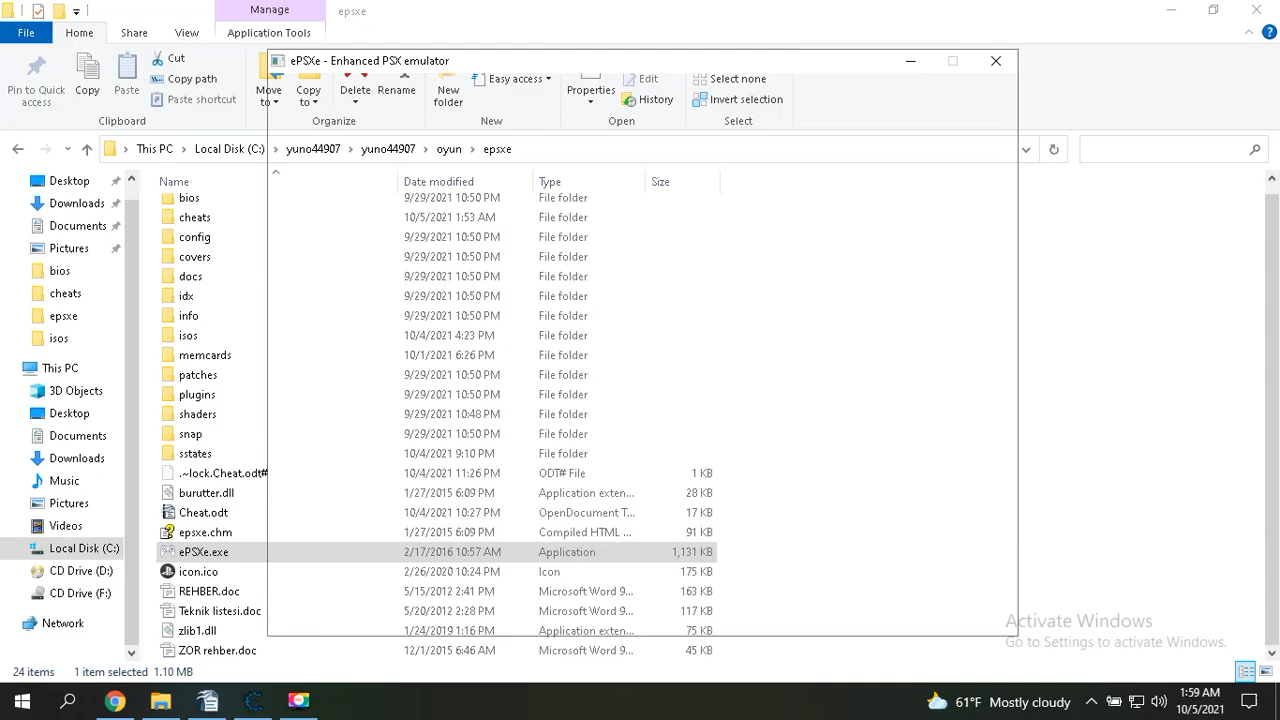 Manage
epsxe
File
Home
Share
View
Application Tools
ePSXe - Enhanced PSX emulator
Pin to Quick
access
Copy
Paste
Cut
Copy path
Paste shortcut
Move
to
Copy
to
Delete
Rename
New
folder
Easy access
Properties
Edit
History
Select none
Invert selection
Clipboard
Organize
New
Open
Select
This PC
Local Disk (C:)
yuno44907
yuno44907
oyun
epsxe
Name
Date modified
Type
Size
Desktop
Downloads
Documents
Pictures
bios
cheats
epsxe
isos
This PC
3D Objects
Desktop
Documents
Downloads
Music
Pictures
Videos
Local Disk (C:)
CD Drive (D:)
CD Drive (F:)
Network
bios 9/29/2021 10:50 PM File folder
cheats 10/5/2021 1:53 AM File folder
config 9/29/2021 10:50 PM File folder
covers 9/29/2021 10:50 PM File folder
docs 9/29/2021 10:50 PM File folder
idx 9/29/2021 10:50 PM File folder
info 9/29/2021 10:50 PM File folder
isos 10/4/2021 4:23 PM File folder
memcards 10/1/2021 6:26 PM File folder
patches 9/29/2021 10:50 PM File folder
plugins 9/29/2021 10:50 PM File folder
shaders 9/29/2021 10:48 PM File folder
snap 9/29/2021 10:50 PM File folder
sstates 10/4/2021 9:10 PM File folder
.~lock.Cheat.odt# 10/4/2021 11:26 PM ODT# File 1 KB
burutter.dll 1/27/2015 6:09 PM Application exten... 28 KB
Cheat.odt 10/4/2021 10:27 PM OpenDocument T... 17 KB
epsxe.chm 1/27/2015 6:09 PM Compiled HTML ... 91 KB
ePSXe.exe 2/17/2016 10:57 AM Application 1,131 KB
icon.ico 2/26/2020 10:24 PM Icon 175 KB
REHBER.doc 5/15/2012 2:41 PM Microsoft Word 9... 163 KB
Teknik listesi.doc 5/20/2012 2:28 PM Microsoft Word 9... 117 KB
zlib1.dll 1/24/2019 1:16 PM Application exten... 75 KB
ZOR rehber.doc 12/1/2015 6:46 AM Microsoft Word 9... 45 KB
Activate Windows
Go to Settings to activate Windows.
24 items
1 item selected 1.10 MB
61°F Mostly cloudy
1:59 AM
10/5/2021